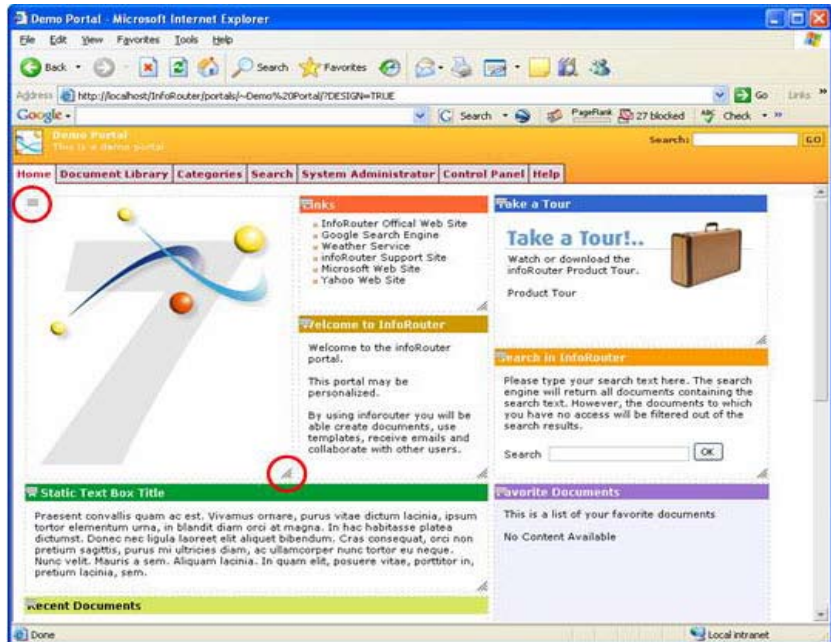 Demo Portal - Microsoft Internet Explorer
File Edit View Favorites Tools Help
Back Search Favorites
Address http://localhost/InfoRouter/portals/~Demo%20Portal/?DESIGN=TRUE Go Links »
Google Search PageRank 27 blocked Check »
Demo Portal
This is a demo portal
Search: GO
Home Document Library Categories Search System Administrator Control Panel Help
7
inks
InfoRouter Offical Web Site
Google Search Engine
Weather Service
infoRouter Support Site
Microsoft Web Site
Yahoo Web Site
elcome to InfoRouter
Welcome to the infoRouter
portal.
This portal may be
personalized.
By using inforouter you will be
able create documents, use
templates, receive emails and
collaborate with other users.
ake a Tour
Take a Tour!..
Watch or download the
infoRouter Product Tour.
Product Tour
earch in InfoRouter
Please type your search text here. The search
engine will return all documents containing the
search text. However, the documents to which
you have no access will be filtered out of the
search results.
Search OK
Static Text Box Title
Praesent convallis quam ac est. Vivamus ornare, purus vitae dictum lacinia, ipsum
tortor elementum urna, in blandit diam orci at magna. In hac habitasse platea
dictumst. Donec nec ligula laoreet elit aliquet bibendum. Cras consequat, orci non
pretium sagittis, purus mi ultricies diam, ac ullamcorper nunc tortor eu neque.
Nunc velit. Mauris a sem. Aliquam lacinia. In quam elit, posuere vitae, porttitor in,
pretium lacinia, sem.
avorite Documents
This is a list of your favorite documents
No Content Available
ecent Documents
Done Local intranet